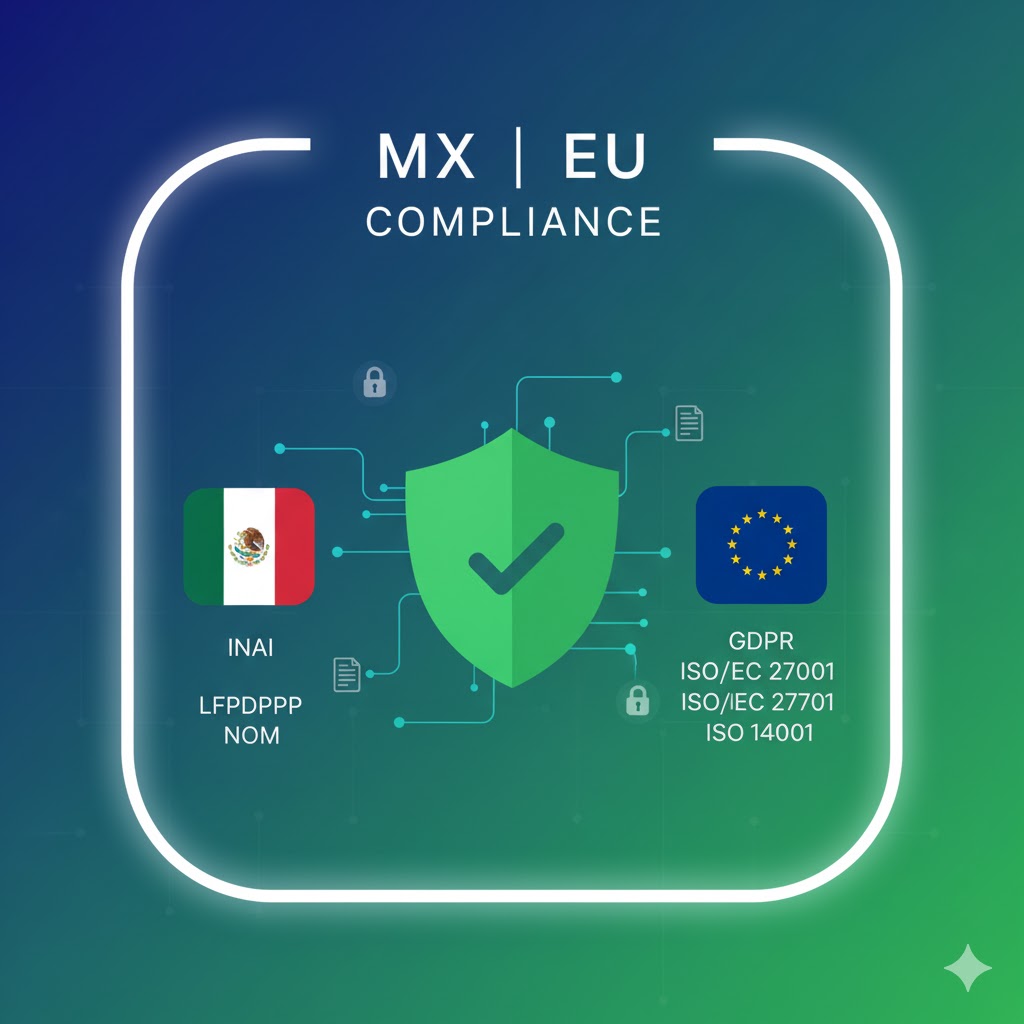 MX | EU
COMPLIANCE
INAI
LFPDPPP
NOM
GDPR
ISO/EC 27001
ISO/IEC 27701
ISO 14001